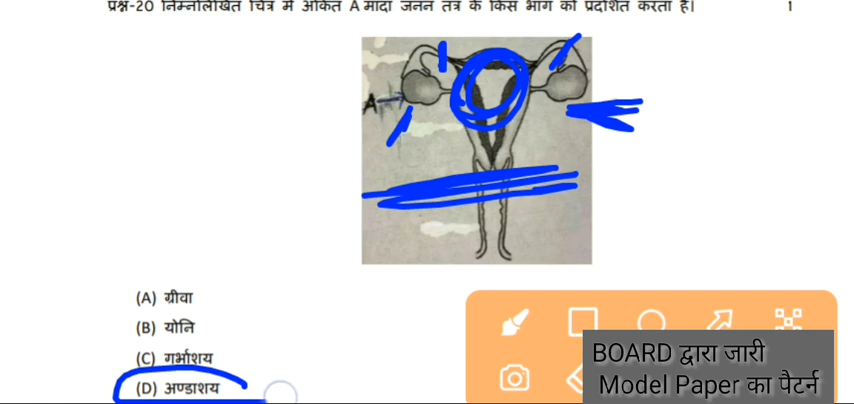 प्रश्न-20 निम्नलिखित चित्र में अंकित A मादा जनन तंत्र के किस भाग को प्रदर्शित करता है। 1
A
(A) ग्रीवा
(B) योनि
(C) गर्भाशय
(D) अण्डाशय
BOARD द्वारा जारी
Model Paper का पैटर्न